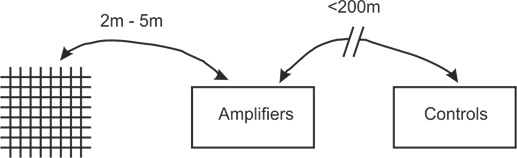 2m - 5m
<200m
Amplifiers
Controls